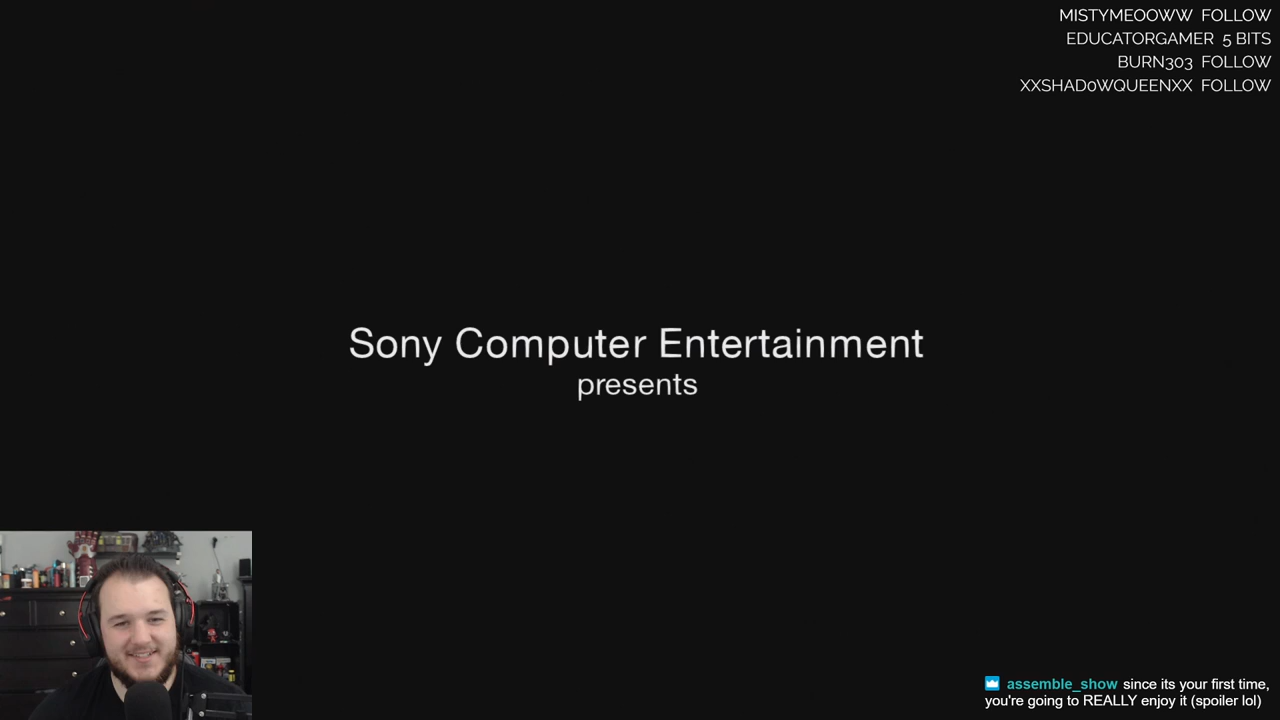 MISTYMEOOWW FOLLOW
EDUCATORGAMER 5 BITS
BURN303 FOLLOW
XXSHAD0WQUEENXX FOLLOW
Sony Computer Entertainment
presents
assemble_show since its your first time,
you're going to REALLY enjoy it (spoiler lol)